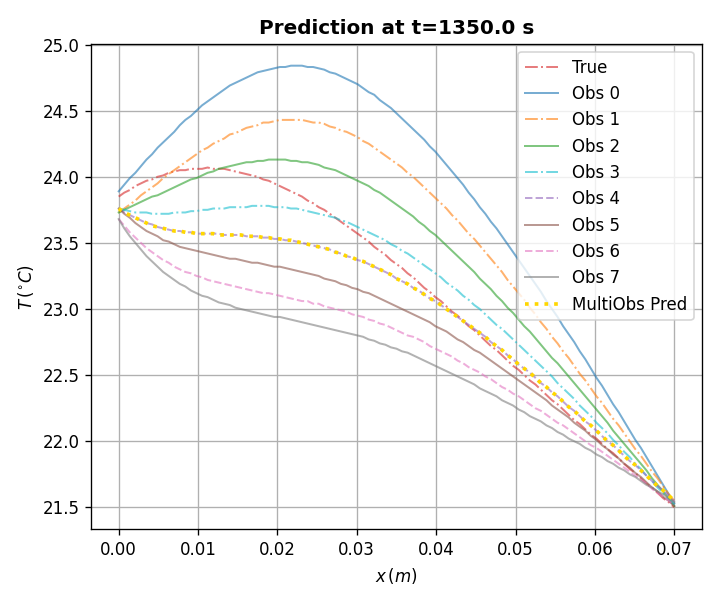 Prediction at t=1350.0 s
25.0
24.5
24.0
23.5
23.0
22.5
22.0
21.5
T (°C)
True
Obs 0
Obs 1
Obs 2
Obs 3
Obs 4
Obs 5
Obs 6
Obs 7
MultiObs Pred
0.00 0.01 0.02 0.03 0.04 0.05 0.06 0.07
x (m)